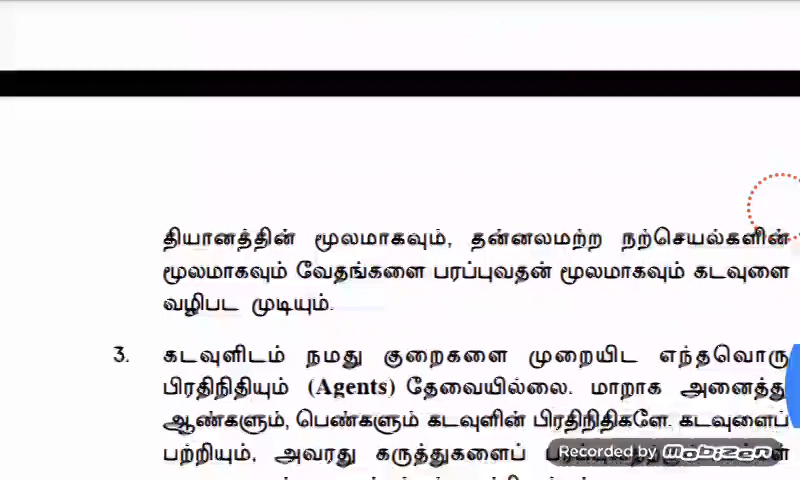 தியானத்தின் மூலமாகவும், தன்னலமற்ற நற்செயல்களின்
மூலமாகவும் வேதங்களை பரப்புவதன் மூலமாகவும் கடவுளை
வழிபட முடியும்.
3. கடவுளிடம் நமது குறைகளை முறையிட எந்தவொரு
பிரதிநிதியும் (Agents) தேவையில்லை. மாறாக அனைத்து
ஆண்களும், பெண்களும் கடவுளின் பிரதிநிதிகளே. கடவுளைப்
பற்றியும், அவரது கருத்துகளைப்
Recorded by mobizen